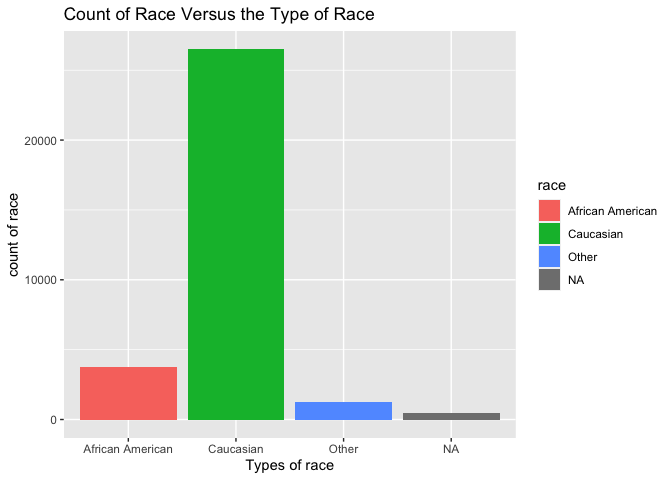 Count of Race Versus the Type of Race
count of race
20000
10000
0
African American
Caucasian
Other
NA
Types of race
race
African American
Caucasian
Other
NA